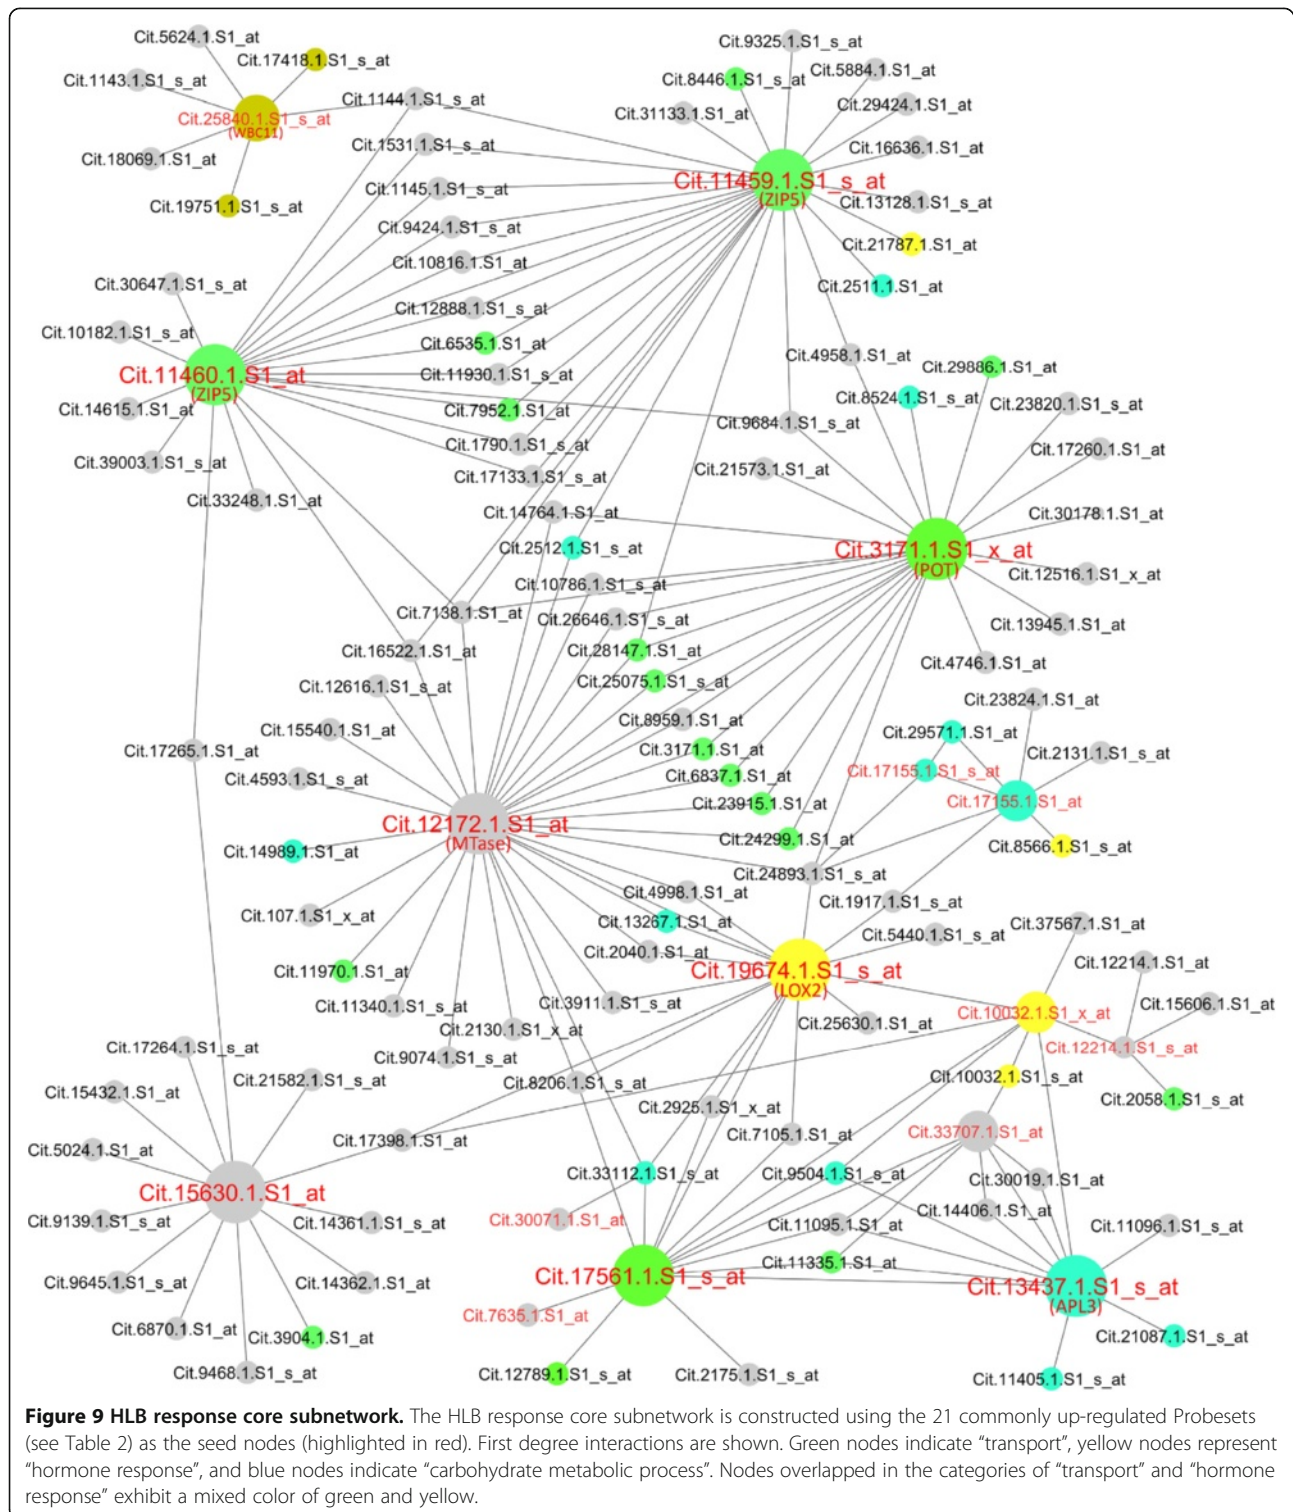 Cit.5624.1.S1_at
Cit.17418.1.S1_s_at
Cit.1143.1.S1_s_at
Cit.1144.1.S1_s_at
Cit.25840.1.S1_s_at
(WBC11)
Cit.18069.1.S1_at
Cit.19751.1.S1_s_at
Cit.9325.1.S1_s_at
Cit.8446.1.S1_s_at
Cit.5884.1.S1_at
Cit.31133.1.S1_at
Cit.29424.1.S1_at
Cit.16636.1.S1_at
Cit.11459.1.S1_s_at
(ZIP5)
Cit.13128.1.S1_s_at
Cit.21787.1.S1_at
Cit.2511.1.S1_at
Cit.1531.1.S1_s_at
Cit.1145.1.S1_s_at
Cit.9424.1.S1_s_at
Cit.10816.1.S1_at
Cit.12888.1.S1_s_at
Cit.6535.1.S1_at
Cit.11930.1.S1_s_at
Cit.7952.1.S1_at
Cit.1790.1.S1_s_at
Cit.17133.1.S1_s_at
Cit.30647.1.S1_s_at
Cit.10182.1.S1_s_at
Cit.11460.1.S1_at
(ZIP5)
Cit.14615.1.S1_at
Cit.39003.1.S1_s_at
Cit.33248.1.S1_at
Cit.4958.1.S1_at
Cit.29886.1.S1_at
Cit.8524.1.S1_s_at
Cit.23820.1.S1_s_at
Cit.9684.1.S1_s_at
Cit.17260.1.S1_at
Cit.21573.1.S1_at
Cit.30178.1.S1_at
Cit.3171.1.S1_x_at
(POT)
Cit.12516.1.S1_x_at
Cit.13945.1.S1_at
Cit.4746.1.S1_at
Cit.14764.1.S1_at
Cit.2512.1.S1_s_at
Cit.10786.1.S1_s_at
Cit.7138.1.S1_at
Cit.26646.1.S1_s_at
Cit.16522.1.S1_at
Cit.28147.1.S1_at
Cit.12616.1.S1_s_at
Cit.25075.1.S1_s_at
Cit.8959.1.S1_at
Cit.15540.1.S1_at
Cit.3171.1.S1_at
Cit.17265.1.S1_at
Cit.4593.1.S1_s_at
Cit.6837.1.S1_at
Cit.23915.1.S1_at
Cit.12172.1.S1_at
(MTase)
Cit.24299.1.S1_at
Cit.14989.1.S1_at
Cit.24893.1.S1_s_at
Cit.23824.1.S1_at
Cit.29571.1.S1_at
Cit.2131.1.S1_s_at
Cit.17155.1.S1_s_at
Cit.17155.1.S1_at
Cit.8566.1.S1_s_at
Cit.4998.1.S1_at
Cit.1917.1.S1_s_at
Cit.107.1.S1_x_at
Cit.13267.1.S1_at
Cit.37567.1.S1_at
Cit.5440.1.S1_s_at
Cit.2040.1.S1_at
Cit.12214.1.S1_at
Cit.11970.1.S1_at
Cit.19674.1.S1_s_at
(LOX2)
Cit.11340.1.S1_s_at
Cit.3911.1.S1_s_at
Cit.15606.1.S1_at
Cit.10032.1.S1_x_at
Cit.25630.1.S1_at
Cit.2130.1.S1_x_at
Cit.12214.1.S1_s_at
Cit.17264.1.S1_s_at
Cit.9074.1.S1_s_at
Cit.21582.1.S1_s_at
Cit.8206.1.S1_s_at
Cit.10032.1.S1_s_at
Cit.15432.1.S1_at
Cit.2058.1.S1_s_at
Cit.2925.1.S1_x_at
Cit.17398.1.S1_at
Cit.7105.1.S1_at
Cit.33707.1.S1_at
Cit.5024.1.S1_at
Cit.33112.1.S1_s_at
Cit.9504.1.S1_s_at
Cit.30019.1.S1_at
Cit.15630.1.S1_at
Cit.14406.1.S1_at
Cit.9139.1.S1_s_at
Cit.14361.1.S1_s_at
Cit.30071.1.S1_at
Cit.11095.1.S1_at
Cit.11096.1.S1_s_at
Cit.11335.1.S1_at
Cit.17561.1.S1_s_at
Cit.9645.1.S1_s_at
Cit.14362.1.S1_at
Cit.13437.1.S1_s_at
(APL3)
Cit.7635.1.S1_at
Cit.6870.1.S1_at
Cit.3904.1.S1_at
Cit.21087.1.S1_s_at
Cit.9468.1.S1_s_at
Cit.12789.1.S1_s_at
Cit.2175.1.S1_s_at
Cit.11405.1.S1_s_at
Figure 9 HLB response core subnetwork. The HLB response core subnetwork is constructed using the 21 commonly up-regulated Probesets
(see Table 2) as the seed nodes (highlighted in red). First degree interactions are shown. Green nodes indicate “transport”, yellow nodes represent
“hormone response”, and blue nodes indicate “carbohydrate metabolic process”. Nodes overlapped in the categories of “transport” and “hormone
response” exhibit a mixed color of green and yellow.